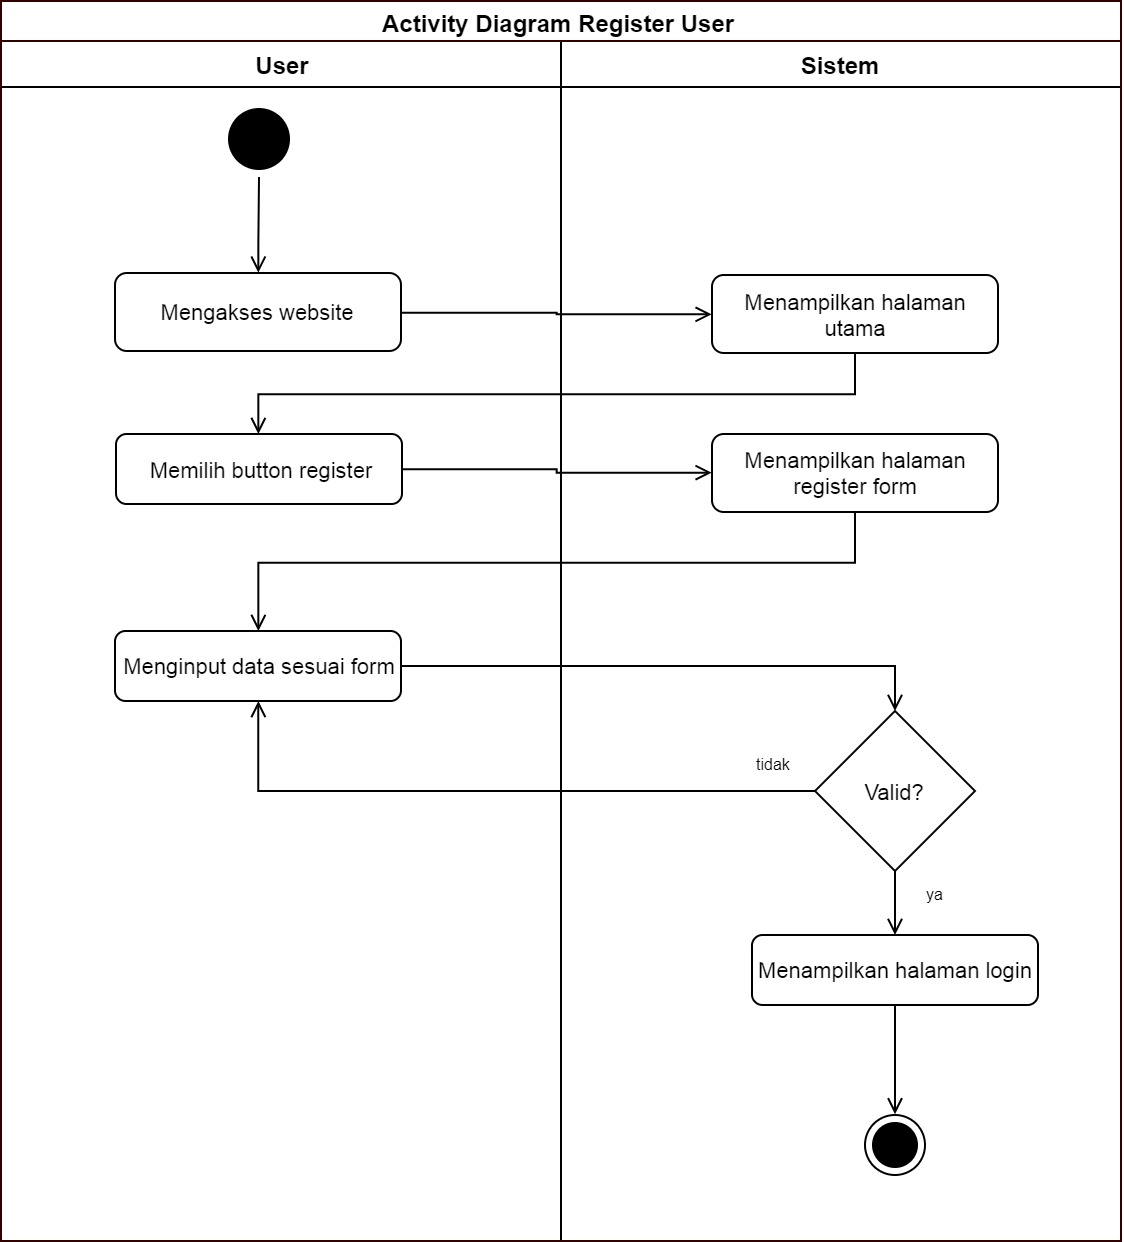 Activity Diagram Register User
User
Sistem
Mengakses website
Menampilkan halaman
utama
Memilih button register
Menampilkan halaman
register form
Menginput data sesuai form
tidak
Valid?
ya
Menampilkan halaman login